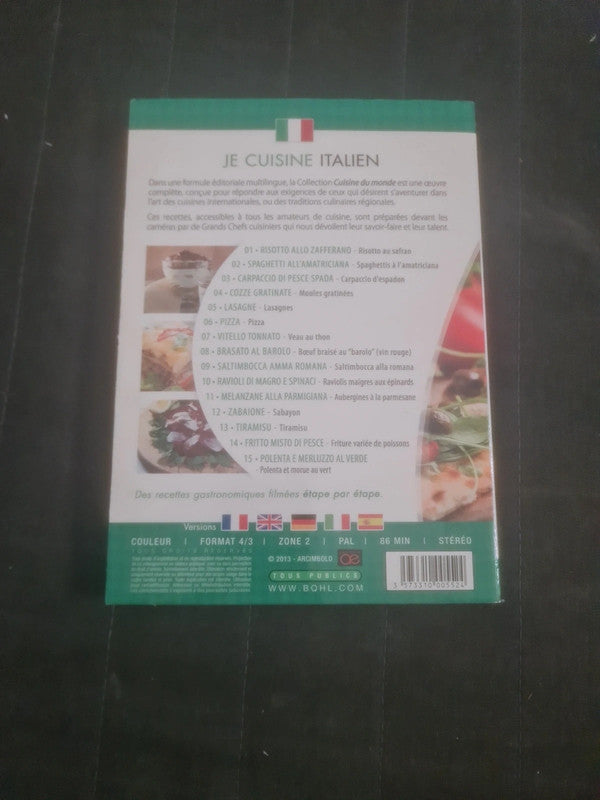 JE CUISINE ITALIEN
Dans une formule éditoriale multilingue, la Collection Cuisine du monde est une œuvre
complète, conçue pour répondre aux exigences de ceux qui désirent s'aventurer dans
l'art des cuisines internationales, ou des traditions culinaires régionales.
Ces recettes, accessibles à tous les amateurs de cuisine, sont préparées devant les
caméras par de Grands Chefs cuisiniers qui nous dévoilent leur savoir-faire et leur talent.
01 • RISOTTO ALLO ZAFFERANO - Risotto au safran
02 • SPAGHETTI ALL'AMATRICIANA - Spaghettis à l'amatriciana
03 • CARPACCIO DI PESCE SPADA - Carpaccio d'espadon
04 • COZZE GRATINATE - Moules gratinées
05 • LASAGNE - Lasagnes
06 • PIZZA - Pizza
07 • VITELLO TONNATO - Veau au thon
08 • BRASATO AL BAROLO - Bœuf braisé au "barolo" (vin rouge)
09 • SALTIMBOCCA AMMA ROMANA - Saltimbocca alla romana
10 • RAVIOLI DI MAGRO E SPINACI - Raviolis maigres aux épinards
11 • MELANZANE ALLA PARMIGIANA - Aubergines à la parmesane
12 • ZABAIONE - Sabayon
13 • TIRAMISU - Tiramisu
14 • FRITTO MISTO DI PESCE - Friture variée de poissons
15 • POLENTA E MERLUZZO AL VERDE
Polenta et morue au vert
Des recettes gastronomiques filmées étape par étape.
Versions
COULEUR | FORMAT 4/3 | ZONE 2 | PAL | 66 MIN | STÉRÉO
TOUS DROITS RÉSERVÉS
© 2013 - ARCIMBOLO
TOUS PUBLICS
WWW.BQHL.COM
3 573310 005524